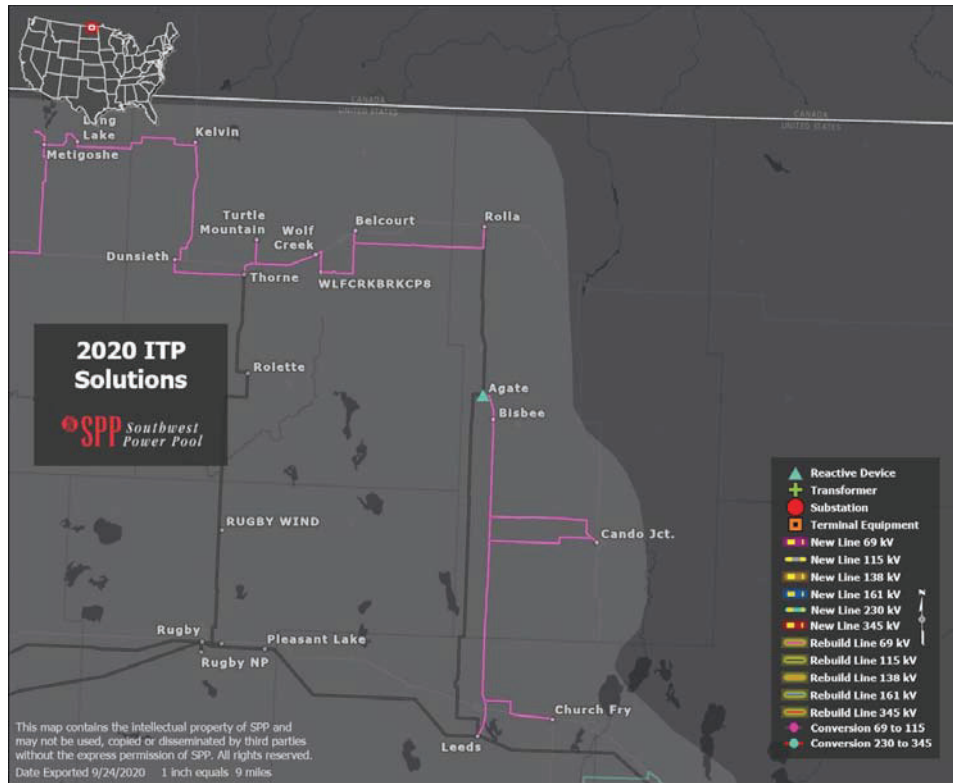 CANADA
UNITED STATES
CANADA
UNITED STATES
Long
Lake
Kelvin
Metigoshe
Turtle
Mountain
Wolf
Creek
Belcourt
Rolla
Dunsieth
Thorne
WLFCRKBRKCP8
2020 ITP
Solutions
SPP Southwest
Power Pool
Rolette
Agate
Bisbee
RUGBY WIND
Cando Jct.
Rugby
Pleasant Lake
Rugby NP
Church Fry
Leeds
Reactive Device
Transformer
Substation
Terminal Equipment
New Line 69 kV
New Line 115 kV
New Line 138 kV
New Line 161 kV
New Line 230 kV
New Line 345 kV
Rebuild Line 69 kV
Rebuild Line 115 kV
Rebuild Line 138 kV
Rebuild Line 161 kV
Rebuild Line 345 kV
Conversion 69 to 115
Conversion 230 to 345
N
This map contains the intellectual property of SPP and
may not be used, copied or disseminated by third parties
without the express permission of SPP. All rights reserved.
Date Exported 9/24/2020 1 inch equals 9 miles